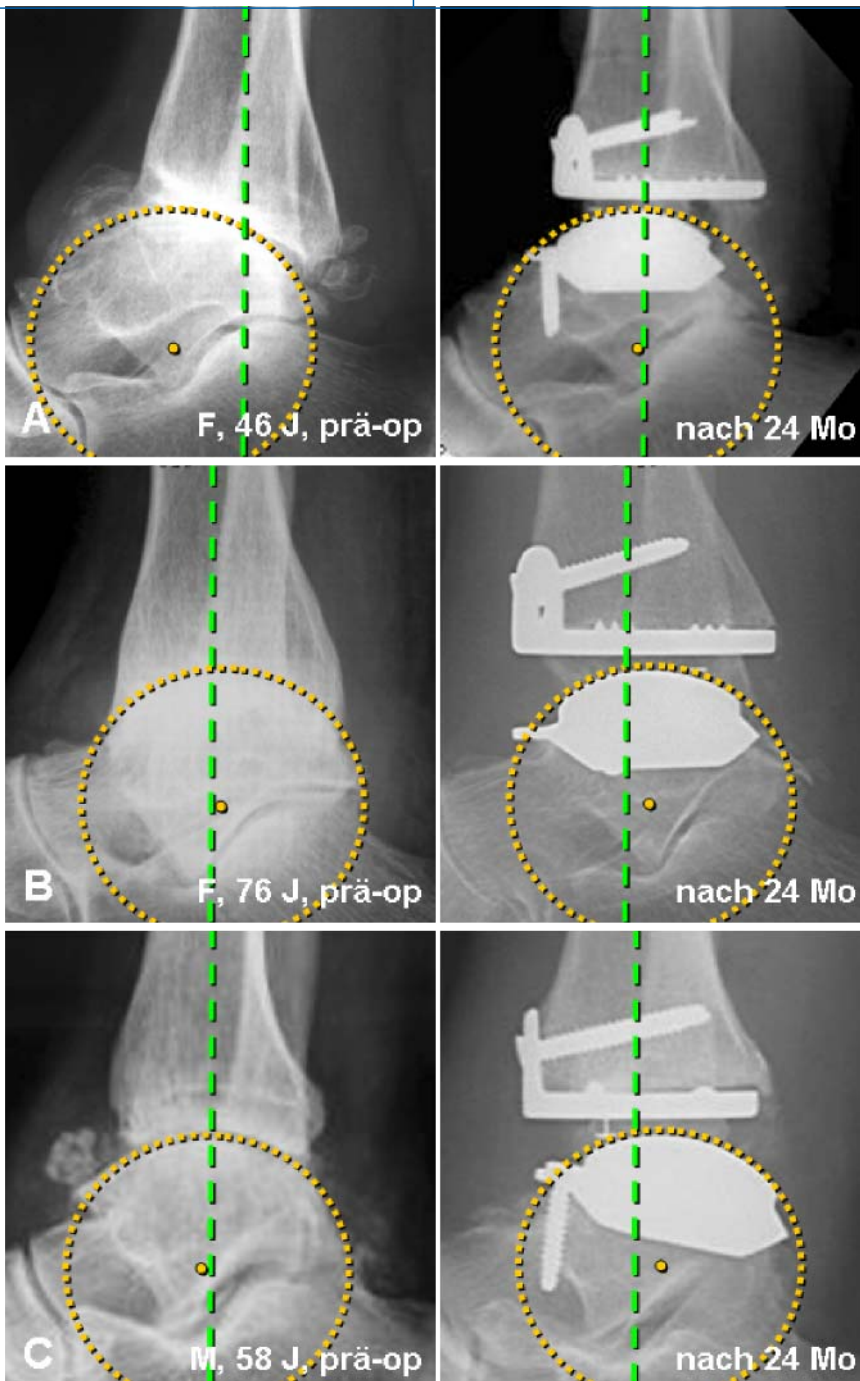 A
F, 46 J, prä-op
nach 24 Mo
B
F, 76 J, prä-op
nach 24 Mo
C
M, 58 J, prä-op
nach 24 Mo